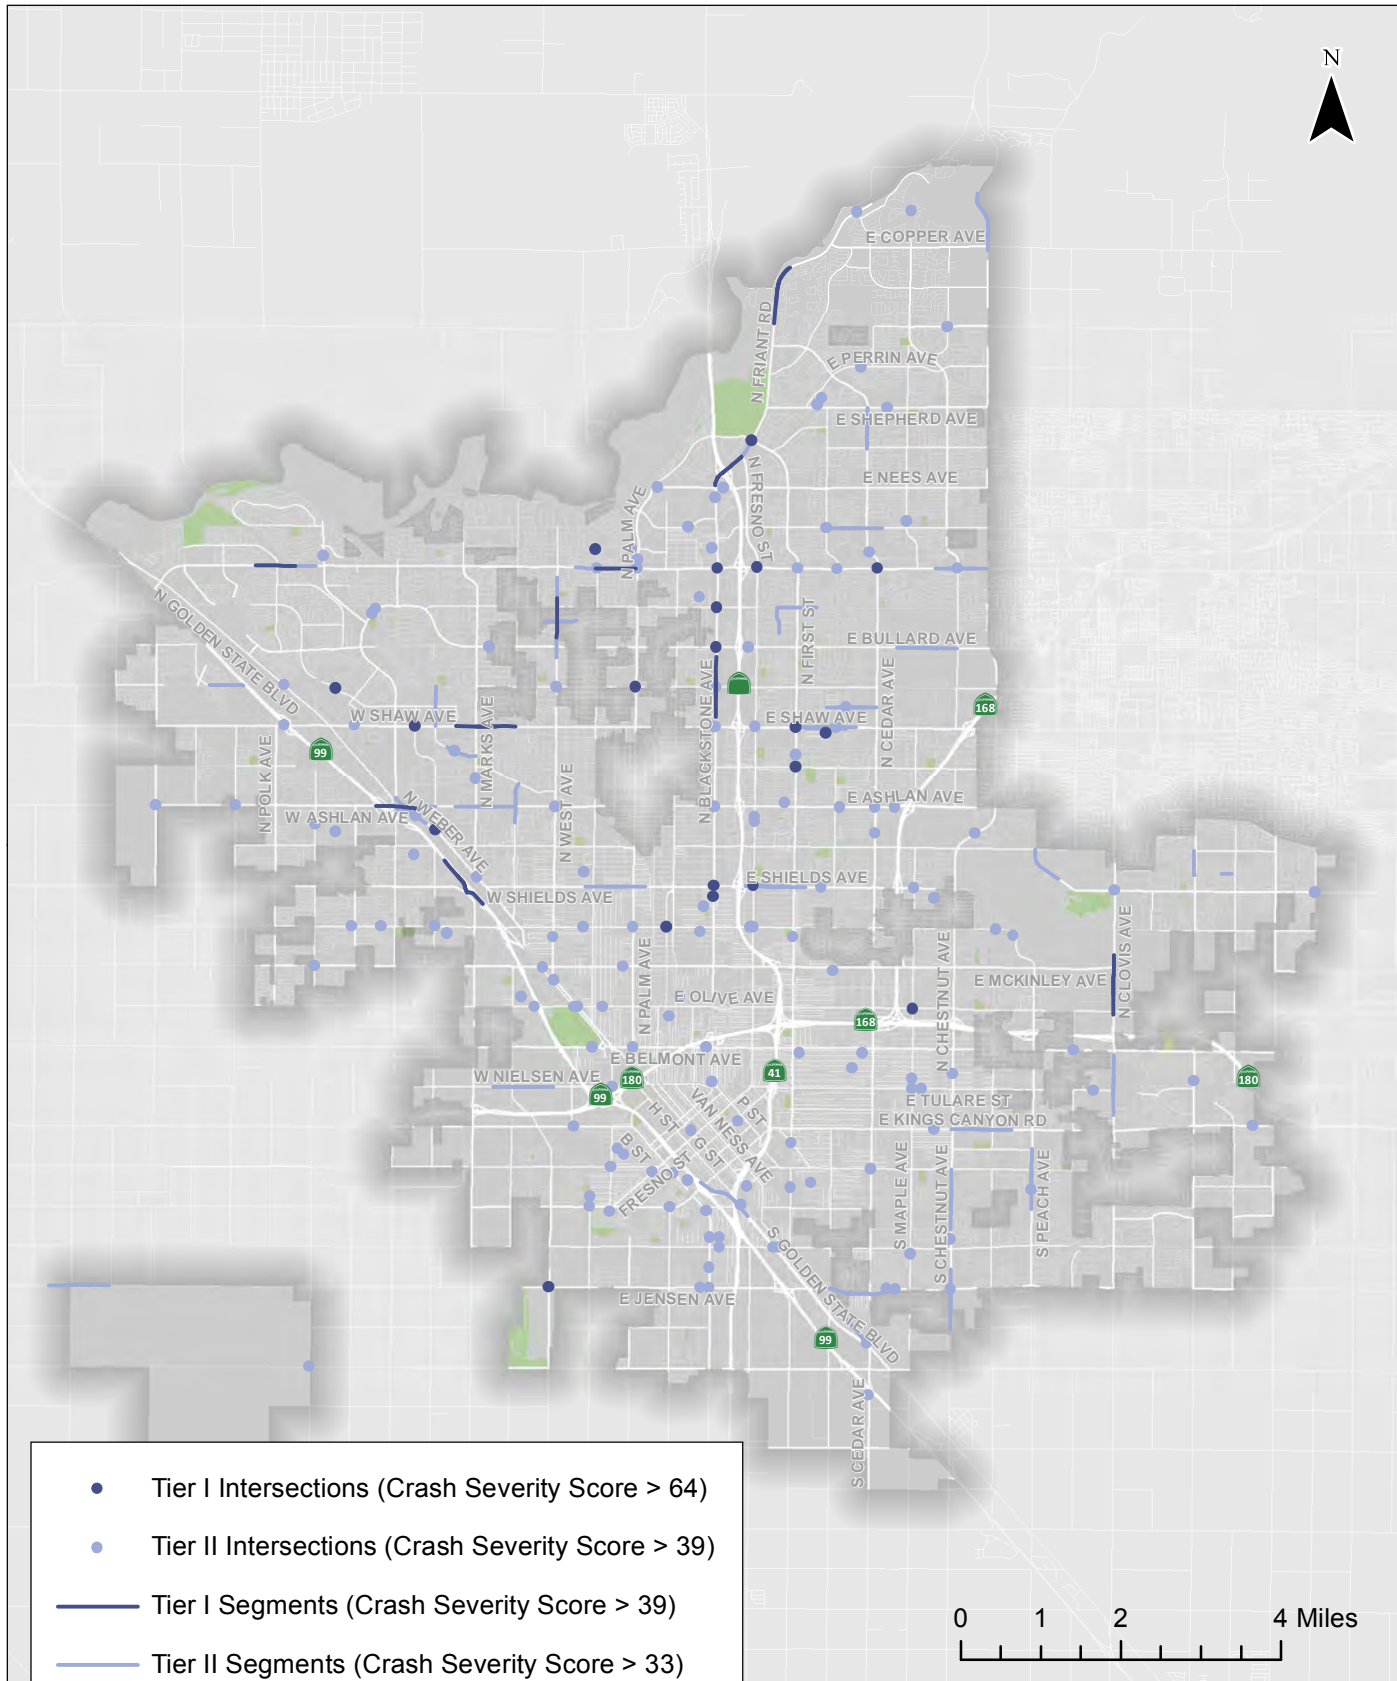 N
E COPPER AVE
N FRIANT RD
E PERRIN AVE
E SHEPHERD AVE
N FRESNO ST
E NEES AVE
N PALM AVE
N GOLDEN STATE BLVD
N FIRST ST
E BULLARD AVE
N CEDAR AVE
N BLACKSTONE AVE
168
W SHAW AVE
E SHAW AVE
N MARKS AVE
99
N POLK AVE
N WEST AVE
W ASHLAN AVE
N WEBER AVE
E ASHLAN AVE
W SHIELDS AVE
E SHIELDS AVE
N PALM AVE
N CHESTNUT AVE
E MCKINLEY AVE
N CLOVIS AVE
E OLIVE AVE
168
E BELMONT AVE
41
W NIELSEN AVE
180
99
180
E TULARE ST
E KINGS CANYON RD
P ST
VAN NESS AVE
H ST
G ST
B ST
FRESNO ST
S MAPLE AVE
S CHESTNUT AVE
S PEACH AVE
S GOLDEN STATE BLVD
E JENSEN AVE
99
S CEDAR AVE
Tier I Intersections (Crash Severity Score > 64)
Tier II Intersections (Crash Severity Score > 39)
Tier I Segments (Crash Severity Score > 39)
Tier II Segments (Crash Severity Score > 33)
0 1 2 4 Miles